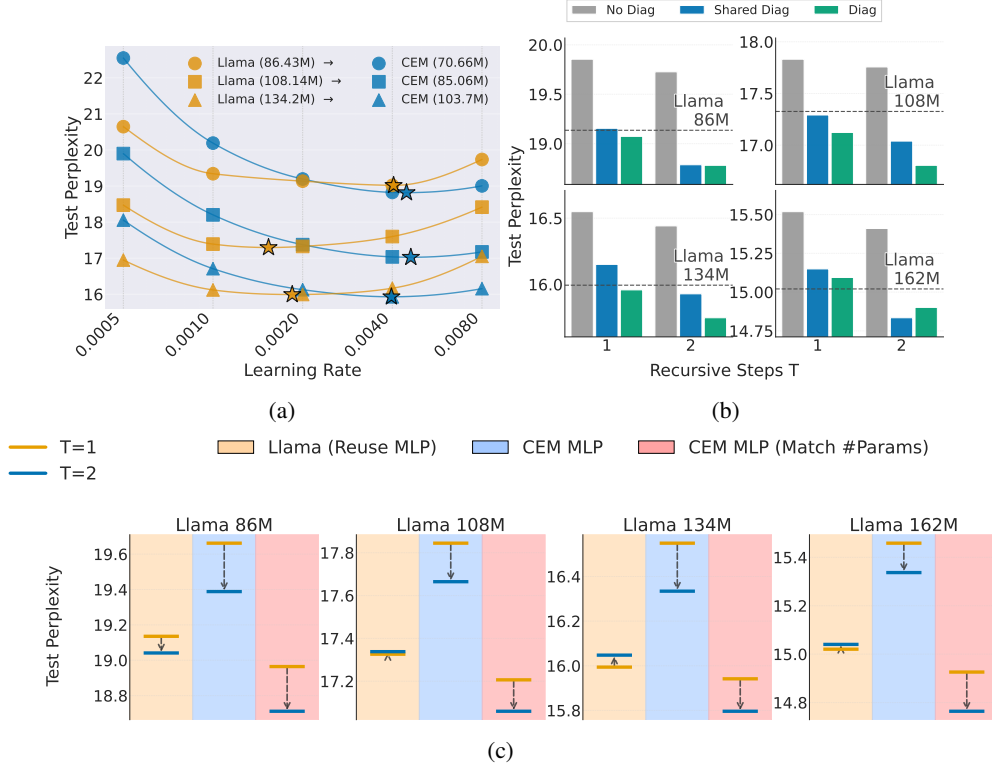 No Diag Shared Diag Diag
Llama (86.43M) → CEM (70.66M)
Llama (108.14M) → CEM (85.06M)
Llama (134.2M) → CEM (103.7M)
Test Perplexity
22
21
20
19
18
17
16
0.0005 0.0010 0.0020 0.0040 0.0080
Learning Rate
(a)
Test Perplexity
20.0
19.5
19.0
Llama
86M
18.0
17.5
17.0
Llama
108M
16.5
16.0
Llama
134M
15.50
15.25
15.00
14.75
Llama
162M
1 2 1 2
Recursive Steps T
(b)
T=1
T=2
Llama (Reuse MLP) CEM MLP CEM MLP (Match #Params)
Test Perplexity
Llama 86M Llama 108M Llama 134M Llama 162M
19.6
19.4
19.2
19.0
18.8
17.8
17.6
17.4
17.2
16.4
16.2
16.0
15.8
15.4
15.2
15.0
14.8
(c)